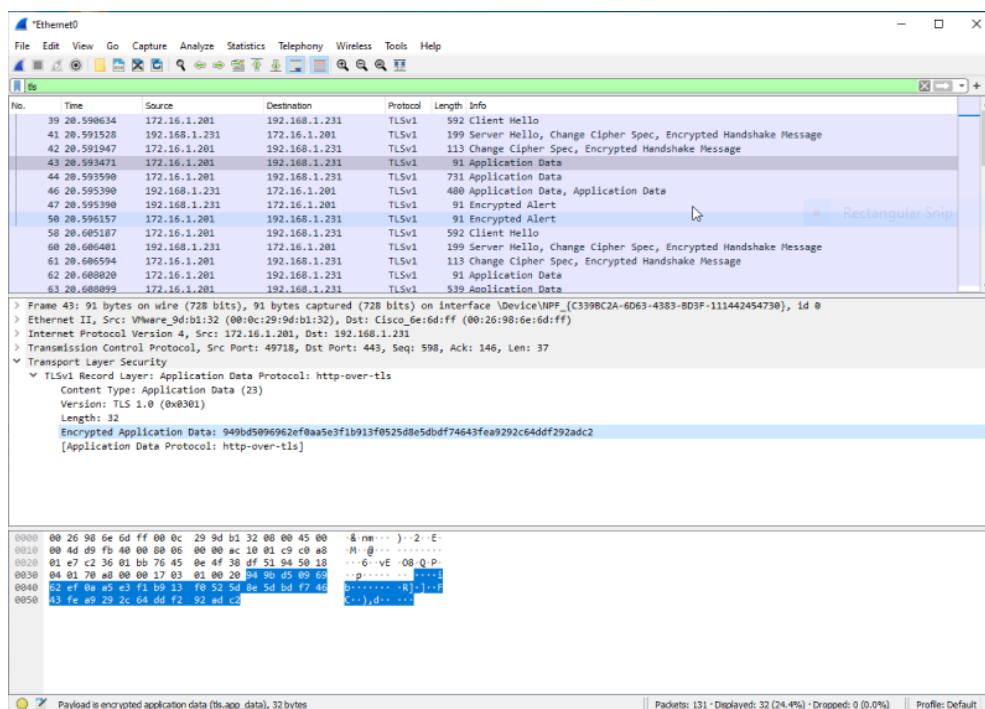 *Ethernet0
File Edit View Go Capture Analyze Statistics Telephony Wireless Tools Help
tls
No. Time Source Destination Protocol Length Info
39 20.590634 172.16.1.201 192.168.1.231 TLSv1 592 Client Hello
41 20.591528 192.168.1.231 172.16.1.201 TLSv1 199 Server Hello, Change Cipher Spec, Encrypted Handshake Message
42 20.591947 172.16.1.201 192.168.1.231 TLSv1 113 Change Cipher Spec, Encrypted Handshake Message
43 20.593471 172.16.1.201 192.168.1.231 TLSv1 91 Application Data
44 20.593590 172.16.1.201 192.168.1.231 TLSv1 731 Application Data
46 20.595390 192.168.1.231 172.16.1.201 TLSv1 480 Application Data, Application Data
47 20.595390 192.168.1.231 172.16.1.201 TLSv1 91 Encrypted Alert
50 20.596157 172.16.1.201 192.168.1.231 TLSv1 91 Encrypted Alert
Rectangular Snip
58 20.605187 172.16.1.201 192.168.1.231 TLSv1 592 Client Hello
60 20.606401 192.168.1.231 172.16.1.201 TLSv1 199 Server Hello, Change Cipher Spec, Encrypted Handshake Message
61 20.606594 172.16.1.201 192.168.1.231 TLSv1 113 Change Cipher Spec, Encrypted Handshake Message
62 20.608020 172.16.1.201 192.168.1.231 TLSv1 91 Application Data
63 20.608099 172.16.1.201 192.168.1.231 TLSv1 539 Application Data
> Frame 43: 91 bytes on wire (728 bits), 91 bytes captured (728 bits) on interface \Device\NPF_{C339BC2A-6D63-4383-BD3F-111442454730}, id 0
> Ethernet II, Src: VMware_9d:b1:32 (00:0c:29:9d:b1:32), Dst: Cisco_6e:6d:ff (00:26:98:6e:6d:ff)
> Internet Protocol Version 4, Src: 172.16.1.201, Dst: 192.168.1.231
> Transmission Control Protocol, Src Port: 49718, Dst Port: 443, Seq: 598, Ack: 146, Len: 37
Transport Layer Security
TLSv1 Record Layer: Application Data Protocol: http-over-tls
Content Type: Application Data (23)
Version: TLS 1.0 (0x0301)
Length: 32
Encrypted Application Data: 949bd5096962ef0aa5e3f1b913f0525d8e5dbdf74643fea9292c64ddf292adc2
[Application Data Protocol: http-over-tls]
0000 00 26 98 6e 6d ff 00 0c 29 9d b1 32 08 00 45 00 ·&·nm··· )··2··E·
0010 00 4d d9 fb 40 00 80 06 00 00 ac 10 01 c9 c0 a8 ·M··@··· ········
0020 01 e7 c2 36 01 bb 76 45 0e 4f 38 df 51 94 50 18 ···6··vE ·O8·Q·P·
0030 04 01 70 a8 00 00 17 03 01 00 20 94 9b d5 09 69 ··p····· ·· ····i
0040 62 ef 0a a5 e3 f1 b9 13 f0 52 5d 8e 5d bd f7 46 b······· ·R]·]··F
0050 43 fe a9 29 2c 64 dd f2 92 ad c2 C··),d·· ···
Payload is encrypted application data (tls.app_data), 32 bytes
Packets: 131 · Displayed: 32 (24.4%) · Dropped: 0 (0.0%)
Profile: Default